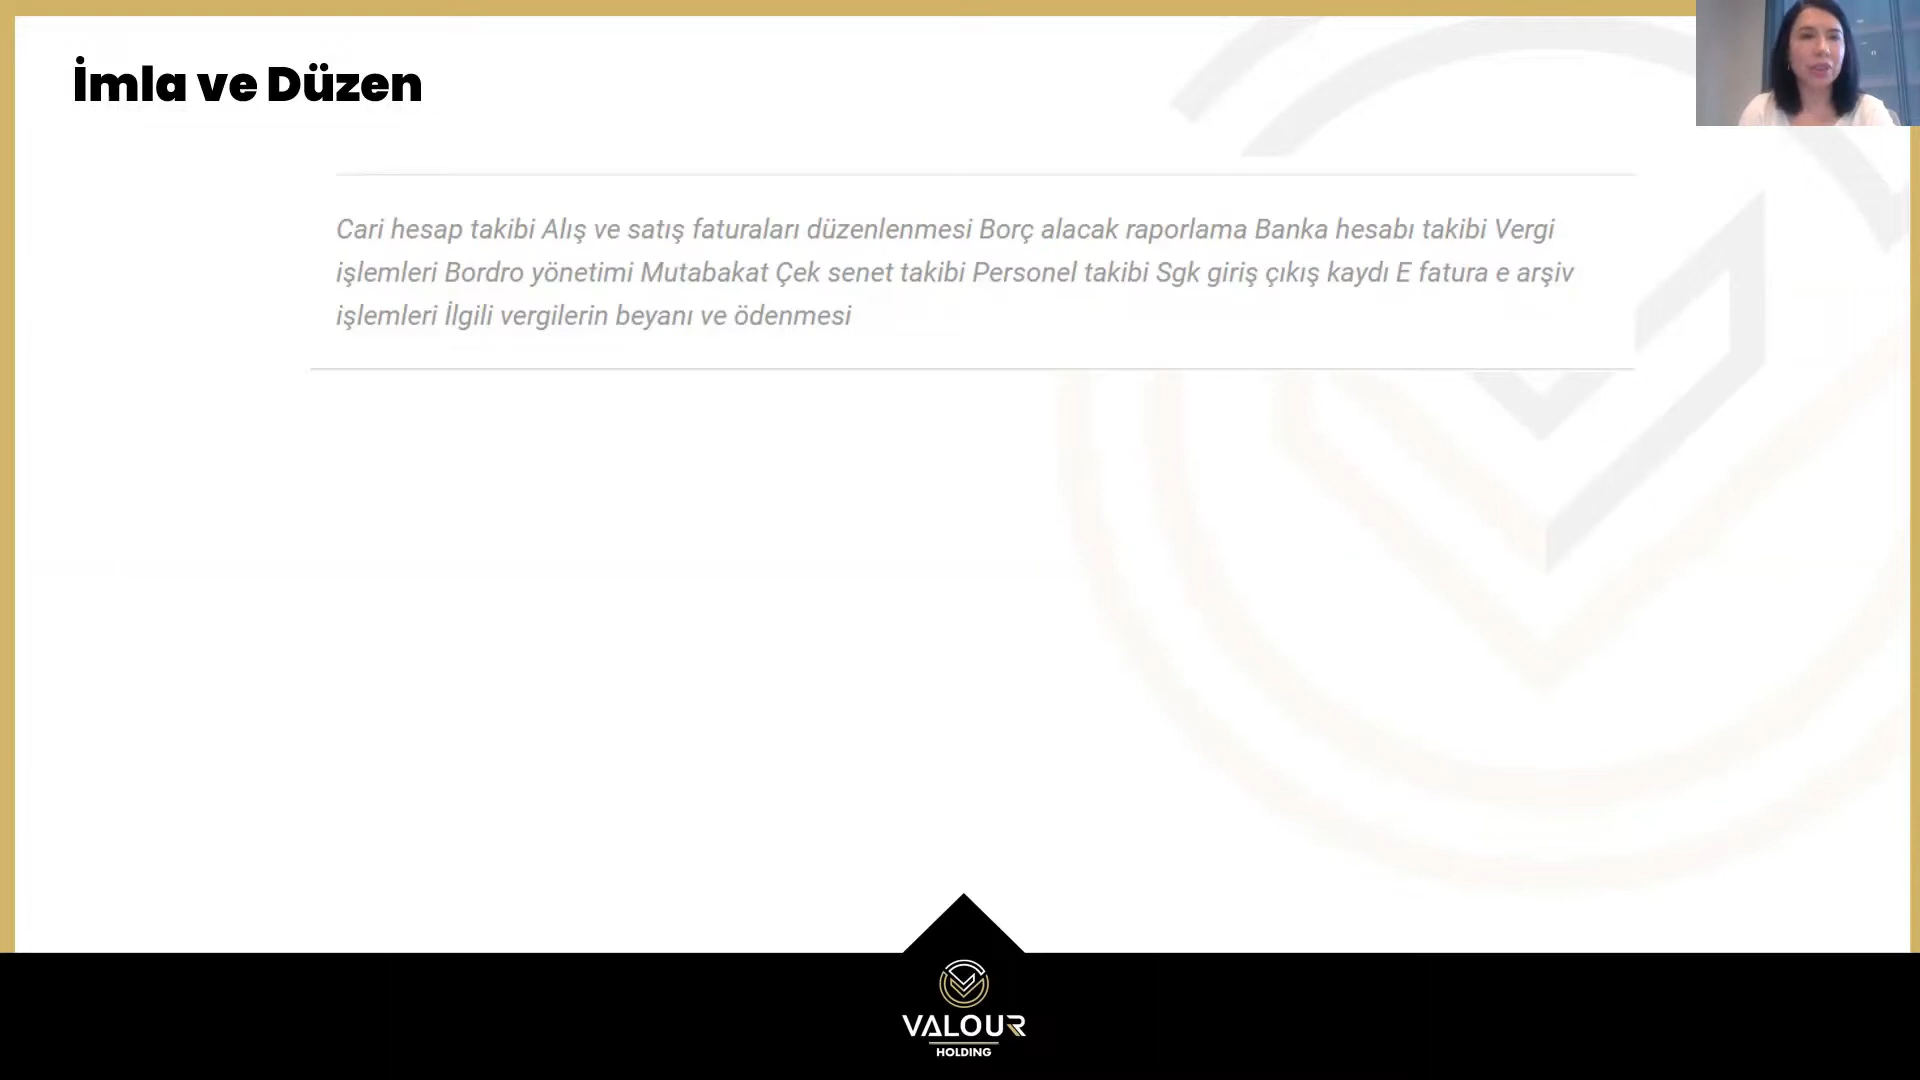 İmla ve Düzen
Cari hesap takibi Alış ve satış faturaları düzenlenmesi Borç alacak raporlama Banka hesabı takibi Vergi
işlemleri Bordro yönetimi Mutabakat Çek senet takibi Personel takibi Sgk giriş çıkış kaydı E fatura e arşiv
işlemleri İlgili vergilerin beyanı ve ödenmesi
VALOUR
HOLDING